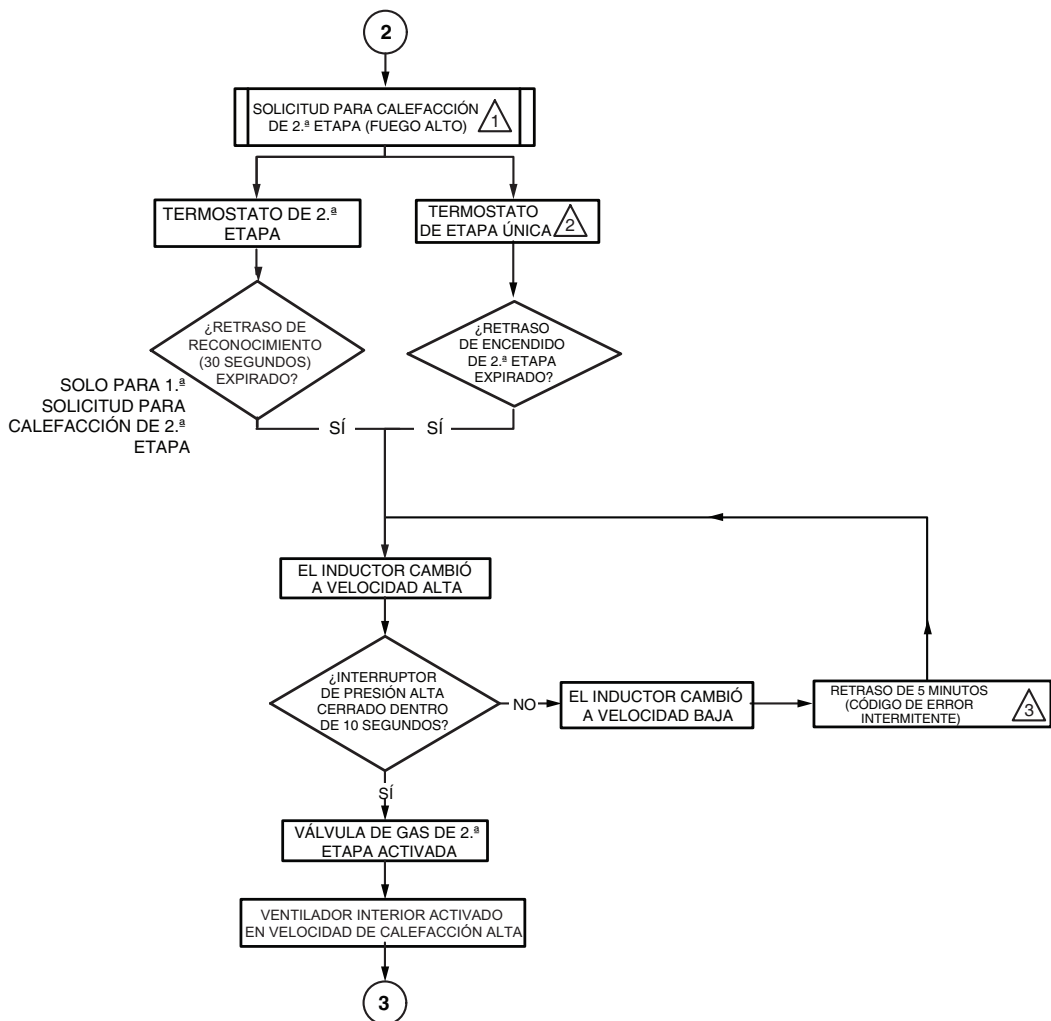 2
SOLICITUD PARA CALEFACCIÓN
DE 2.ª ETAPA (FUEGO ALTO)
1
TERMOSTATO DE 2.ª
ETAPA
TERMOSTATO
DE ETAPA ÚNICA
2
¿RETRASO DE
RECONOCIMIENTO
(30 SEGUNDOS)
EXPIRADO?
¿RETRASO
DE ENCENDIDO
DE 2.ª ETAPA
EXPIRADO?
SOLO PARA 1.ª
SOLICITUD PARA
CALEFACCIÓN DE 2.ª
ETAPA
SÍ
SÍ
EL INDUCTOR CAMBIÓ
A VELOCIDAD ALTA
¿INTERRUPTOR
DE PRESIÓN ALTA
CERRADO DENTRO
DE 10 SEGUNDOS?
NO
EL INDUCTOR CAMBIÓ
A VELOCIDAD BAJA
RETRASO DE 5 MINUTOS
(CÓDIGO DE ERROR
INTERMITENTE)
3
SÍ
VÁLVULA DE GAS DE 2.ª
ETAPA ACTIVADA
VENTILADOR INTERIOR ACTIVADO
EN VELOCIDAD DE CALEFACCIÓN ALTA
3